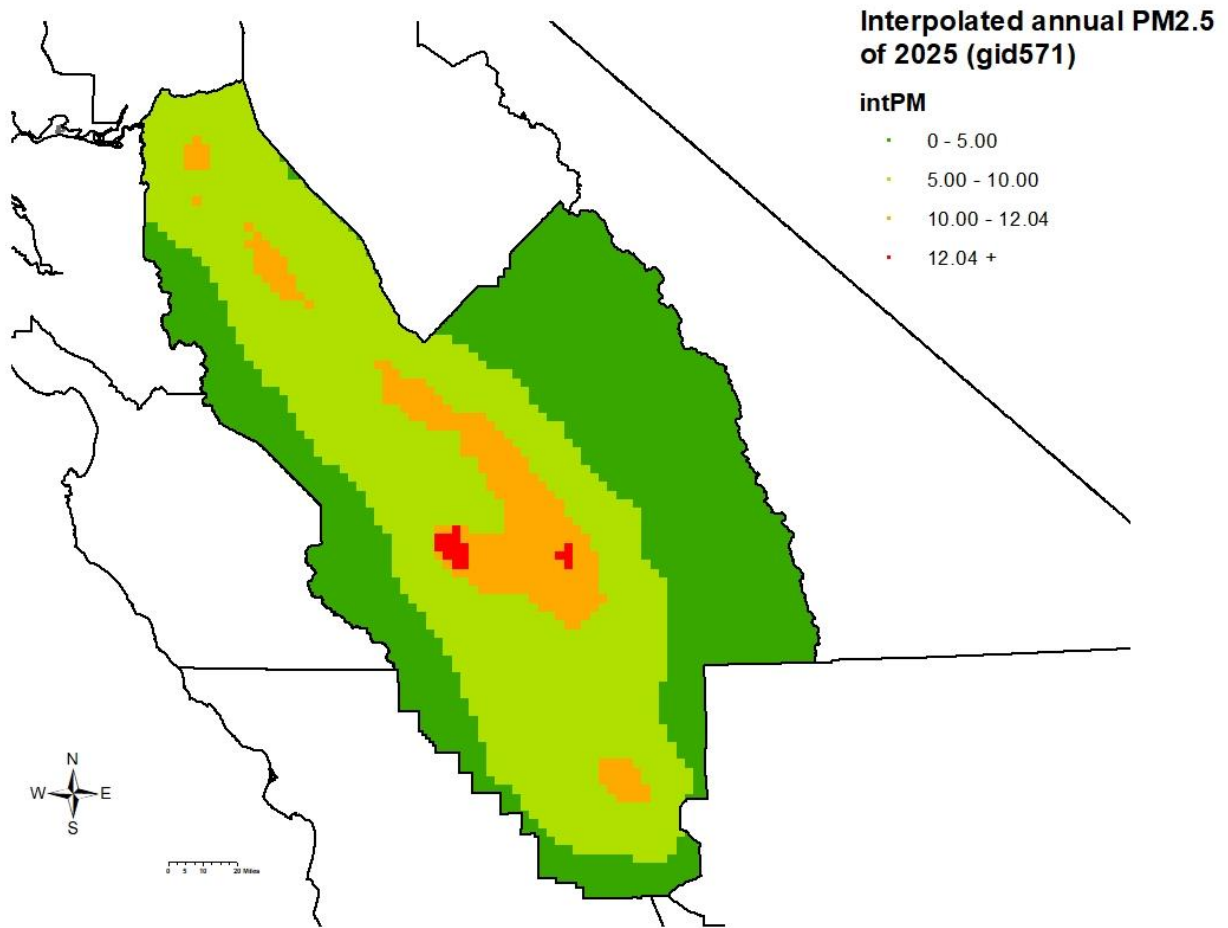 Interpolated annual PM2.5
of 2025 (gid571)
intPM
0 - 5.00
5.00 - 10.00
10.00 - 12.04
12.04 +
N
W E
S
0 5 10 20 Miles